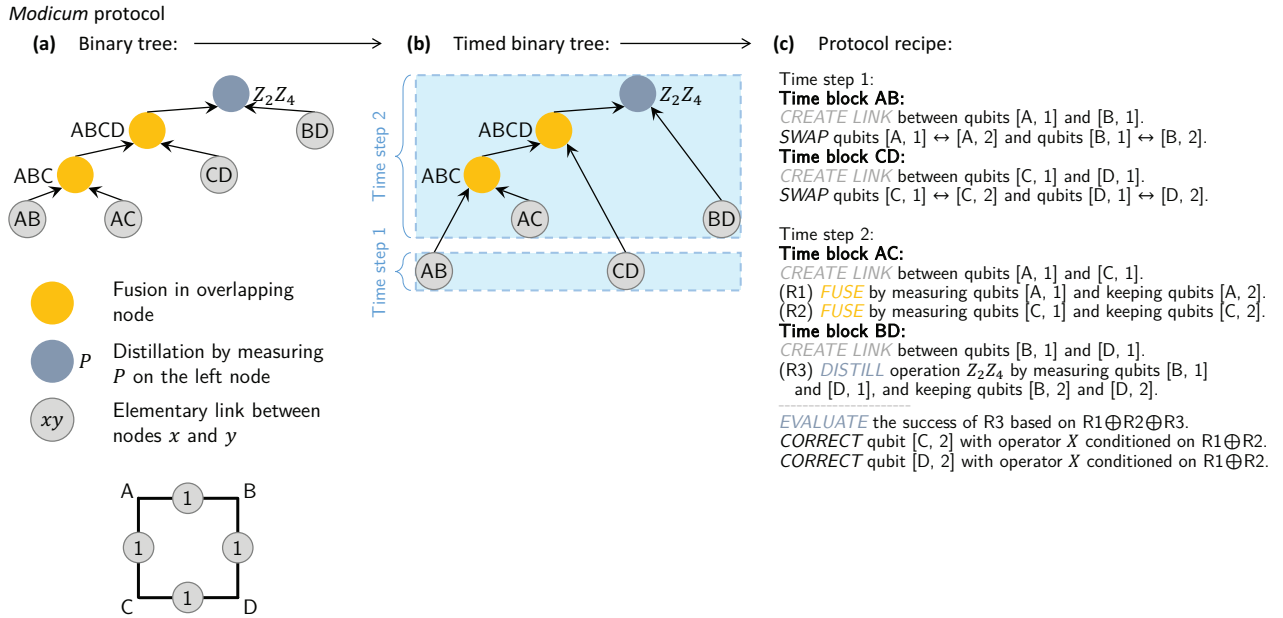 Modicum protocol
(a) Binary tree:
Z₂Z₄
ABCD
BD
ABC
CD
AB
AC
Fusion in overlapping
node
P
Distillation by measuring
P on the left node
xy
Elementary link between
nodes x and y
A
1
B
1
1
C
1
D
(b) Timed binary tree:
Time step 2
Z₂Z₄
ABCD
ABC
AC
BD
Time step 1
AB
CD
(c) Protocol recipe:
Time step 1:
Time block AB:
CREATE LINK between qubits [A, 1] and [B, 1].
SWAP qubits [A, 1] ↔ [A, 2] and qubits [B, 1] ↔ [B, 2].
Time block CD:
CREATE LINK between qubits [C, 1] and [D, 1].
SWAP qubits [C, 1] ↔ [C, 2] and qubits [D, 1] ↔ [D, 2].
Time step 2:
Time block AC:
CREATE LINK between qubits [A, 1] and [C, 1].
(R1) FUSE by measuring qubits [A, 1] and keeping qubits [A, 2].
(R2) FUSE by measuring qubits [C, 1] and keeping qubits [C, 2].
Time block BD:
CREATE LINK between qubits [B, 1] and [D, 1].
(R3) DISTILL operation Z₂Z₄ by measuring qubits [B, 1]
and [D, 1], and keeping qubits [B, 2] and [D, 2].
EVALUATE the success of R3 based on R1⊕R2⊕R3.
CORRECT qubit [C, 2] with operator X conditioned on R1⊕R2.
CORRECT qubit [D, 2] with operator X conditioned on R1⊕R2.